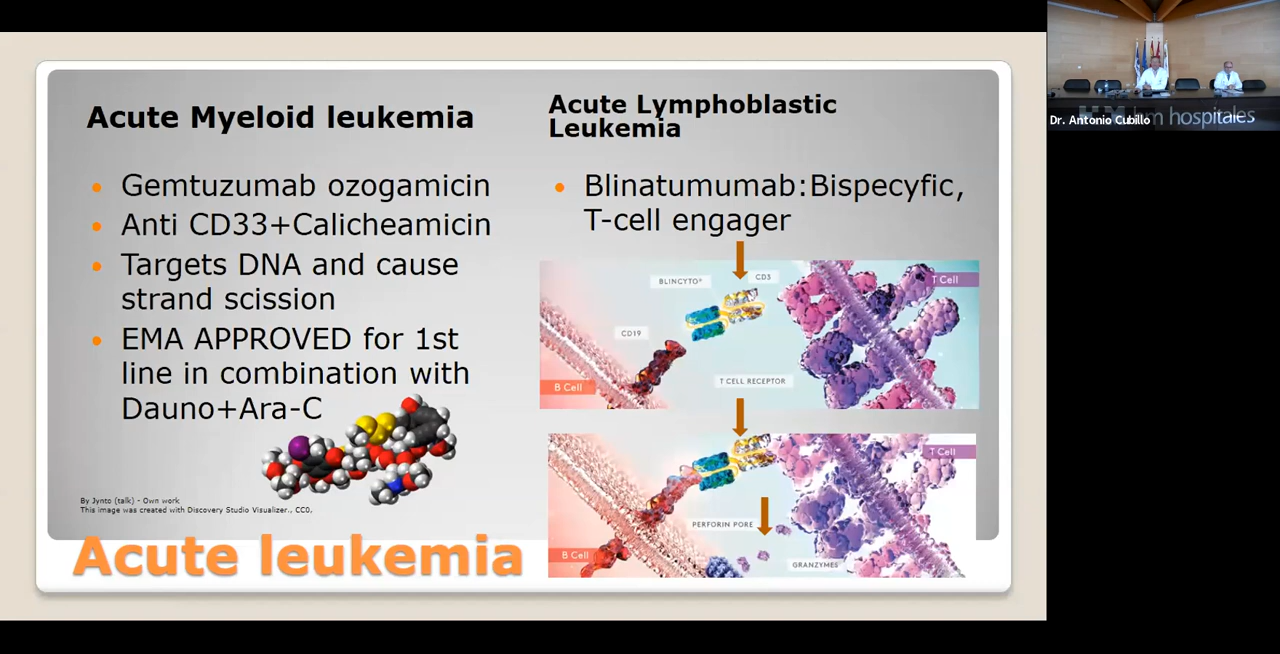 Acute Myeloid leukemia
• Gemtuzumab ozogamicin
• Anti CD33+Calicheamicin
• Targets DNA and cause
strand scission
• EMA APPROVED for 1st
line in combination with
Dauno+Ara-C
By Jynto (talk) - Own work
This image was created with Discovery Studio Visualizer., CC0,
Acute leukemia
Acute Lymphoblastic
Leukemia
• Blinatumumab:Bispecyfic,
T-cell engager
BLINCYTO®
CD3
T Cell
CD19
T CELL RECEPTOR
B Cell
T Cell
PERFORIN PORE
B Cell
GRANZYMES
hm hospitales
Dr. Antonio Cubillo